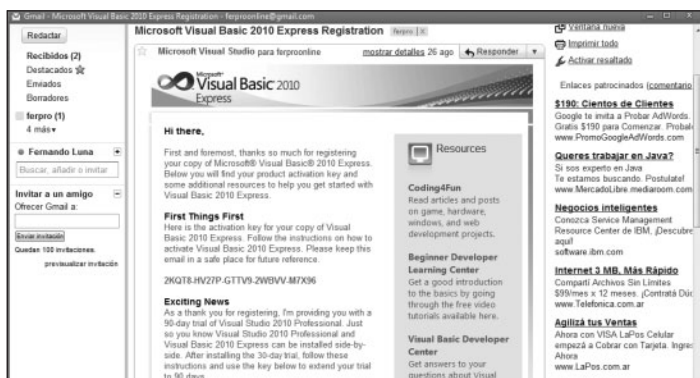 Gmail - Microsoft Visual Basic 2010 Express Registration - ferproonline@gmail.com
Redactar
Recibidos (2)
Destacados
Enviados
Borradores
ferpro (1)
4 más
Fernando Luna
Buscar, añadir o invitar
Invitar a un amigo
Ofrecer Gmail a:
Enviar invitación
Quedan 100 invitaciones.
previsualizar invitación
Microsoft Visual Basic 2010 Express Registration ferpro X
Microsoft Visual Studio para ferproonline mostrar detalles 26 ago Responder
Microsoft
Visual Basic 2010
Express
Hi there,
First and foremost, thanks so much for registering
your copy of Microsoft® Visual Basic® 2010 Express.
Below you will find your product activation key and
some additional resources to help you get started with
Visual Basic 2010 Express.
First Things First
Here is the activation key for your copy of Visual
Basic 2010 Express. Follow the instructions on how to
activate Visual Basic 2010 Express. Please keep this
email in a safe place for future reference.
2KQT8-HV27P-GTTV9-2WBVV-M7X96
Exciting News
As a thank you for registering, I'm providing you with a
90-day trial of Visual Studio 2010 Professional. Just
so you know Visual Studio 2010 Professional and
Visual Basic 2010 Express can be installed side-by-
side. After installing the 30-day trial, follow these
instructions and use the key below to extend your trial
to 90 days.
Resources
Coding4Fun
Read articles and posts
on game, hardware,
windows, and web
development projects.
Beginner Developer
Learning Center
Get a good introduction
to the basics by going
through the free video
tutorials available here.
Visual Basic Developer
Center
Get answers to your
questions about Visual
Ventana nueva
Imprimir todo
Activar resaltado
Enlaces patrocinados (comentario
$190: Cientos de Clientes
Google te invita a Probar AdWords.
Gratis $190 para Comenzar. Probalo
www.PromoGoogleAdWords.com
Queres trabajar en Java?
Si sos experto en Java
Te estamos buscando. Postulate!
www.MercadoLibre.mediaroom.com
Negocios inteligentes
Conozca Service Management
Resource Center de IBM, ¡Descubre
aquí!
software.ibm.com
Internet 3 MB, Más Rápido
Compartí Archivos Sin Límites
$99/mes x 12 meses. ¡Contratá Dúo
www.Telefonica.com.ar
Agilizá tus Ventas
Ahora con VISA LaPos Celular
empezá a Cobrar con Tarjeta. Ingres
Ahora
www.LaPos.com.ar